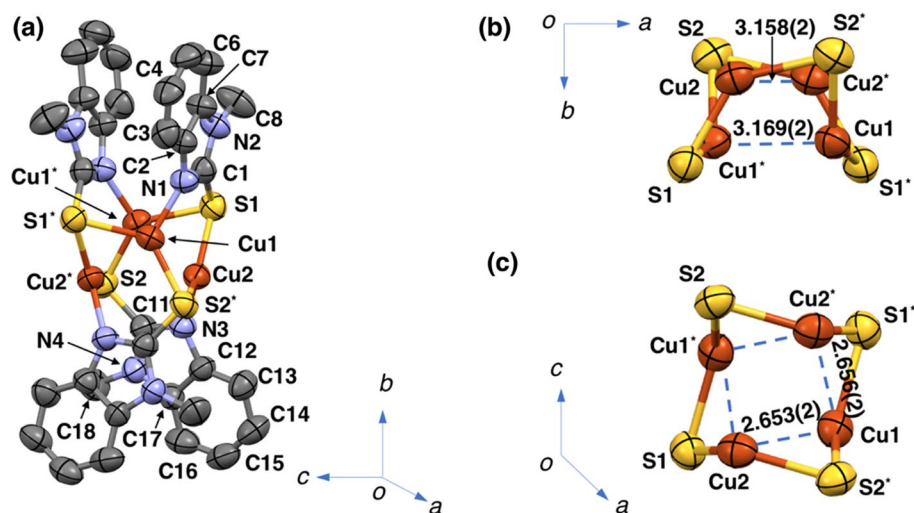 (a)
C6
C4
C7
C8
C3
N2
C2
N1
C1
Cu1*
S1
S1*
Cu1
Cu2*
S2
Cu2
C11
S2*
N4
N3
C12
C13
C14
C18
C17
C16
C15
b
c
o
a
(b)
o
a
b
S2
3.158(2)
S2*
Cu2
Cu2*
3.169(2)
Cu1
S1
Cu1*
S1*
(c)
S2
Cu2*
S1*
Cu1*
2.656(2)
2.653(2)
Cu1
S1
Cu2
S2*
c
o
a